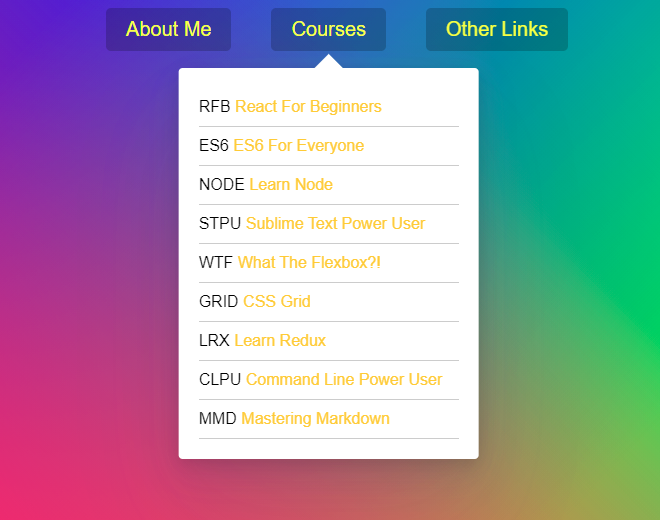 About Me Courses Other Links
RFB React For Beginners
ES6 ES6 For Everyone
NODE Learn Node
STPU Sublime Text Power User
WTF What The Flexbox?!
GRID CSS Grid
LRX Learn Redux
CLPU Command Line Power User
MMD Mastering Markdown